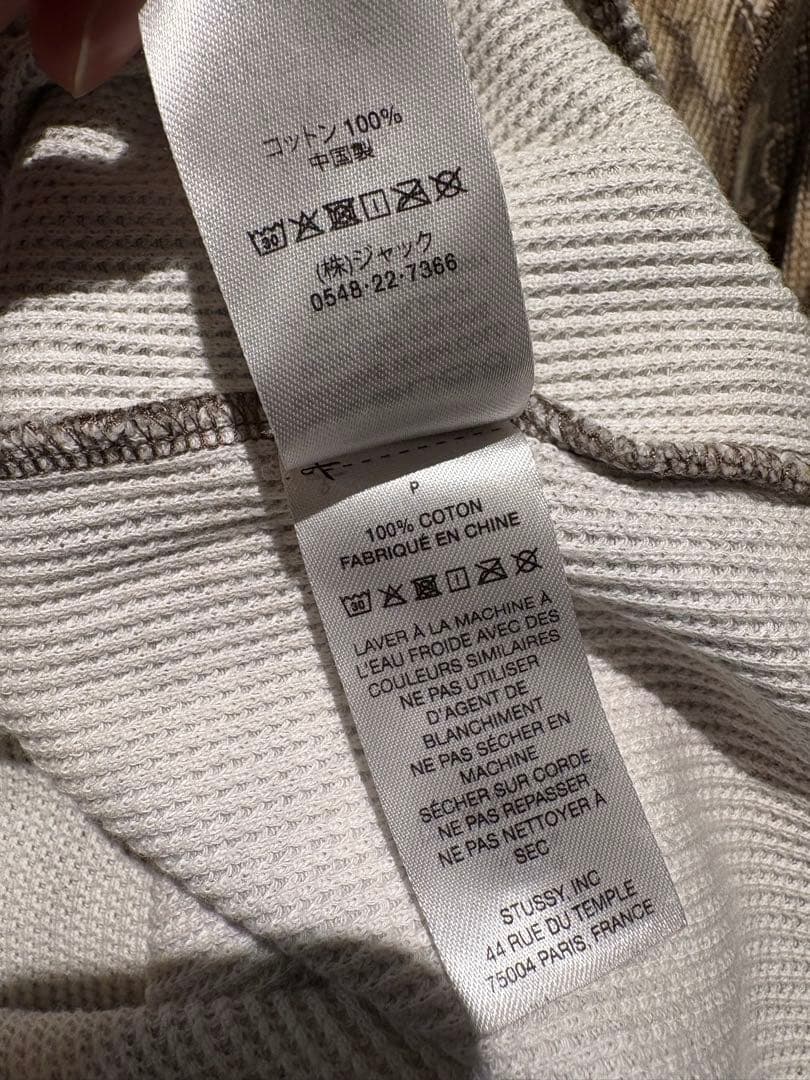 コットン 100%
中国製
30
(株)ジャック
0548·22·7366
P
100% COTON
FABRIQUÉ EN CHINE
30
LAVER À LA MACHINE À
L'EAU FROIDE AVEC DES
COULEURS SIMILAIRES
NE PAS UTILISER
D'AGENT DE
BLANCHIMENT
NE PAS SÉCHER EN
MACHINE
SÉCHER SUR CORDE
NE PAS REPASSER
NE PAS NETTOYER À
SEC
STUSSY, INC
44 RUE DU TEMPLE
75004 PARIS, FRANCE